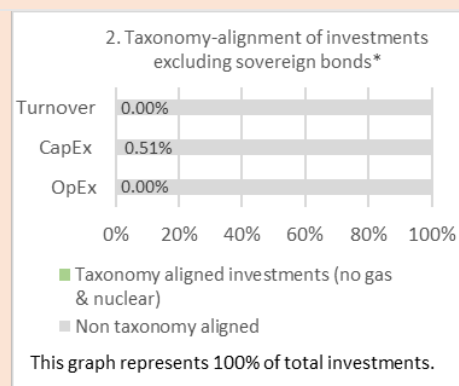 2. Taxonomy-alignment of investments
excluding sovereign bonds*
Turnover 0.00%
CapEx 0.51%
OpEx 0.00%
0% 20% 40% 60% 80% 100%
Taxonomy aligned investments (no gas
& nuclear)
Non taxonomy aligned
This graph represents 100% of total investments.